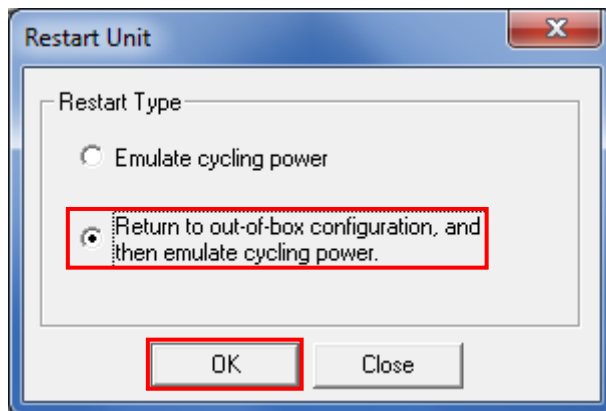 Restart Unit
Restart Type
Emulate cycling power
Return to out-of-box configuration, and
then emulate cycling power.
OK
Close